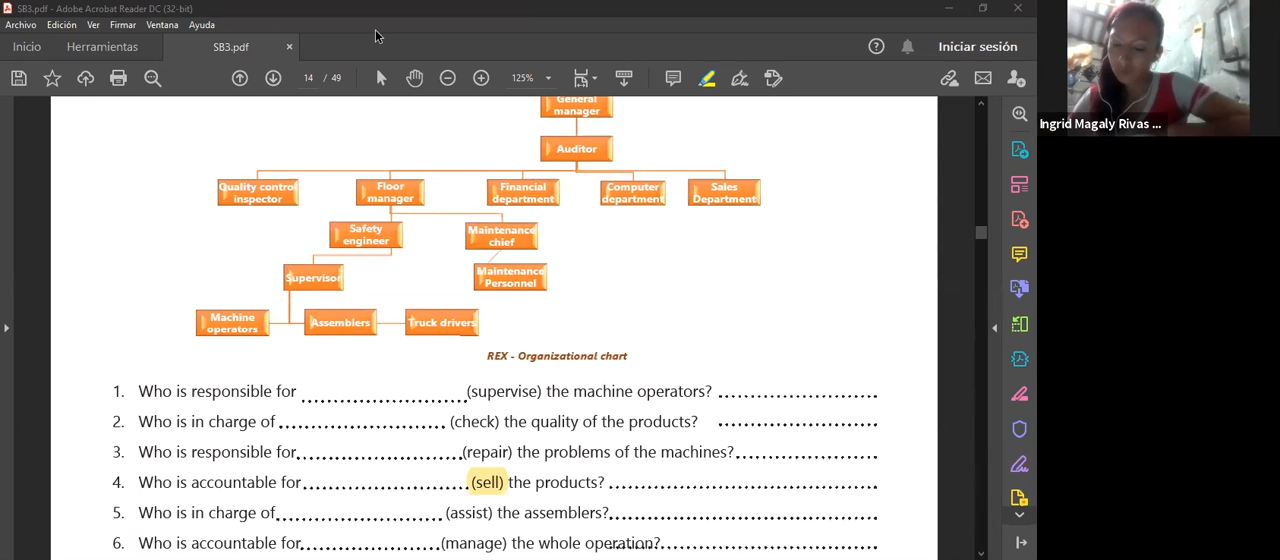 SB3.pdf - Adobe Acrobat Reader DC (32-bit)
Archivo Edición Ver Firmar Ventana Ayuda
Inicio Herramientas SB3.pdf × ? Iniciar sesión
14 / 49 125%
Ingrid Magaly Rivas ...
General manager
Auditor
Quality control inspector
Floor manager
Financial department
Computer department
Sales Department
Safety engineer
Maintenance chief
Supervisor
Maintenance Personnel
Machine operators
Assemblers
Truck drivers
REX - Organizational chart
1. Who is responsible for ........................................ (supervise) the machine operators? ........................................
2. Who is in charge of ........................................ (check) the quality of the products? ........................................
3. Who is responsible for ........................................ (repair) the problems of the machines? ........................................
4. Who is accountable for ........................................ (sell) the products? ........................................
5. Who is in charge of ........................................ (assist) the assemblers? ........................................
6. Who is accountable for ........................................ (manage) the whole operation? ........................................